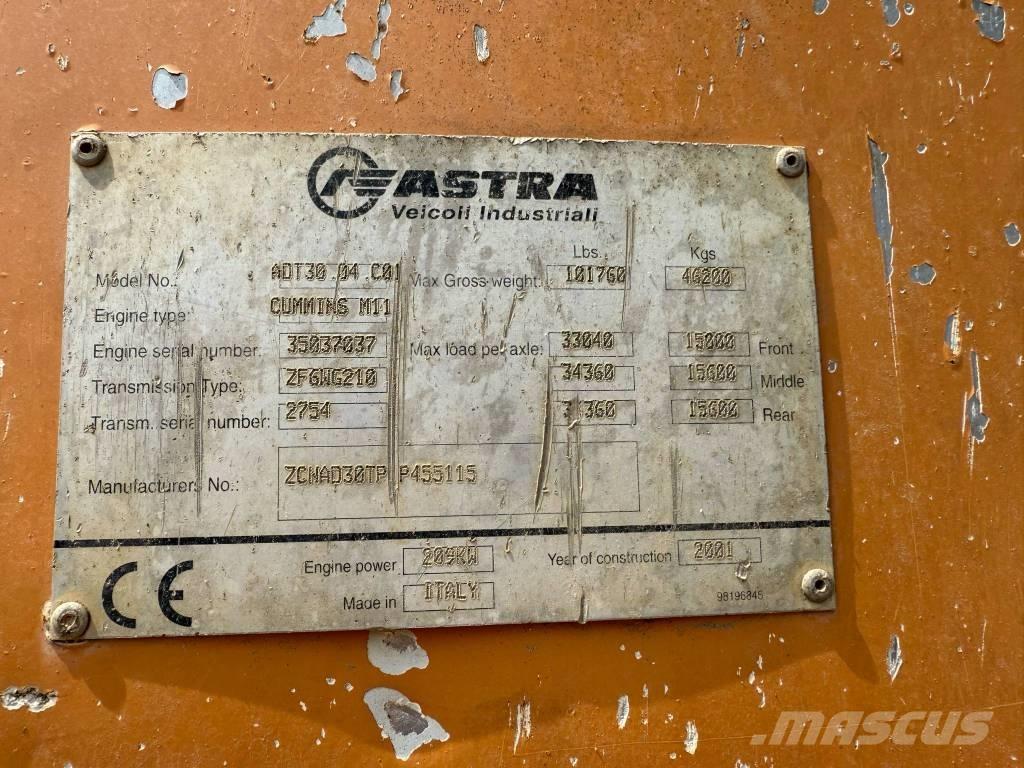 ASTRA
Veicoli Industriali
Lbs. Kgs
Model No.: ADT30.04.C01 Max Gross weight: 101760 46200
Engine type: CUMMINS M11
Engine serial number: 35037037 Max load per axle: 33040 15000 Front
Transmission Type: ZF6WG210 34360 15600 Middle
Transm. serial number: 2754 15600 Rear
Manufacturers No.: ZCNAD30TP P455115
Engine power 209KW Year of construction 2001
Made in ITALY 98196845
CE
MASCUS